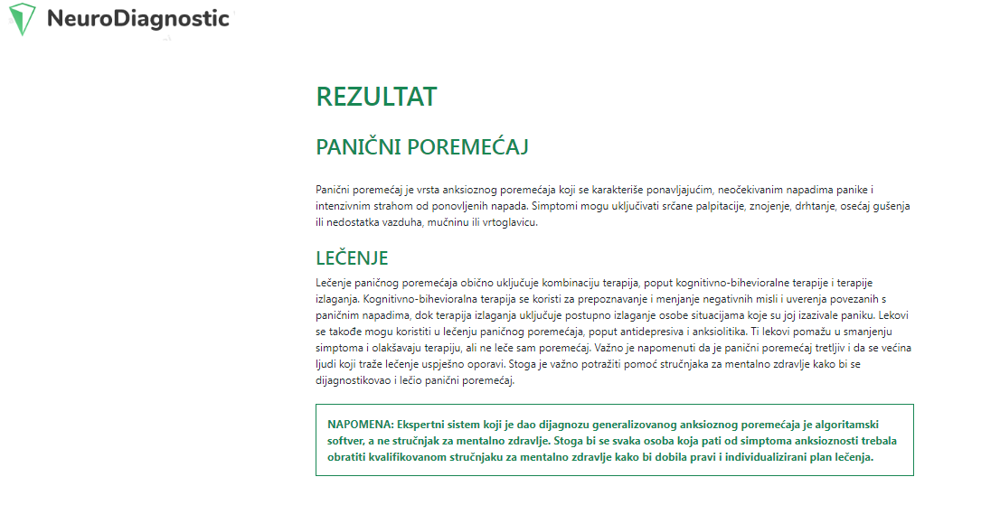 NeuroDiagnostic
REZULTAT
PANIČNI POREMEĆAJ
Panični poremećaj je vrsta anksioznog poremećaja koji se karakteriše ponavljajućim, neočekivanim napadima panike i
intenzivnim strahom od ponovljenih napada. Simptomi mogu uključivati srčane palpitacije, znojenje, drhtanje, osećaj gušenja
ili nedostatka vazduha, mučninu ili vrtoglavicu.
LEČENJE
Lečenje paničnog poremećaja obično uključuje kombinaciju terapija, poput kognitivno-bihevioralne terapije i terapije
izlaganja. Kognitivno-bihevioralna terapija se koristi za prepoznavanje i menjanje negativnih misli i uverenja povezanih s
paničnim napadima, dok terapija izlaganja uključuje postupno izlaganje osobe situacijama koje su joj izazivale paniku. Lekovi
se takođe mogu koristiti u lečenju paničnog poremećaja, poput antidepresiva i anksiolitika. Ti lekovi pomažu u smanjenju
simptoma i olakšavaju terapiju, ali ne leče sam poremećaj. Važno je napomenuti da je panični poremećaj tretljiv i da se većina
ljudi koji traže lečenje uspješno oporavi. Stoga je važno potražiti pomoć stručnjaka za mentalno zdravlje kako bi se
dijagnostikovao i lečio panični poremećaj.
NAPOMENA: Ekspertni sistem koji je dao dijagnozu generalizovanog anksioznog poremećaja je algoritamski
softver, a ne stručnjak za mentalno zdravlje. Stoga bi se svaka osoba koja pati od simptoma anksioznosti trebala
obratiti kvalifikovanom stručnjaku za mentalno zdravlje kako bi dobila pravi i individualizirani plan lečenja.